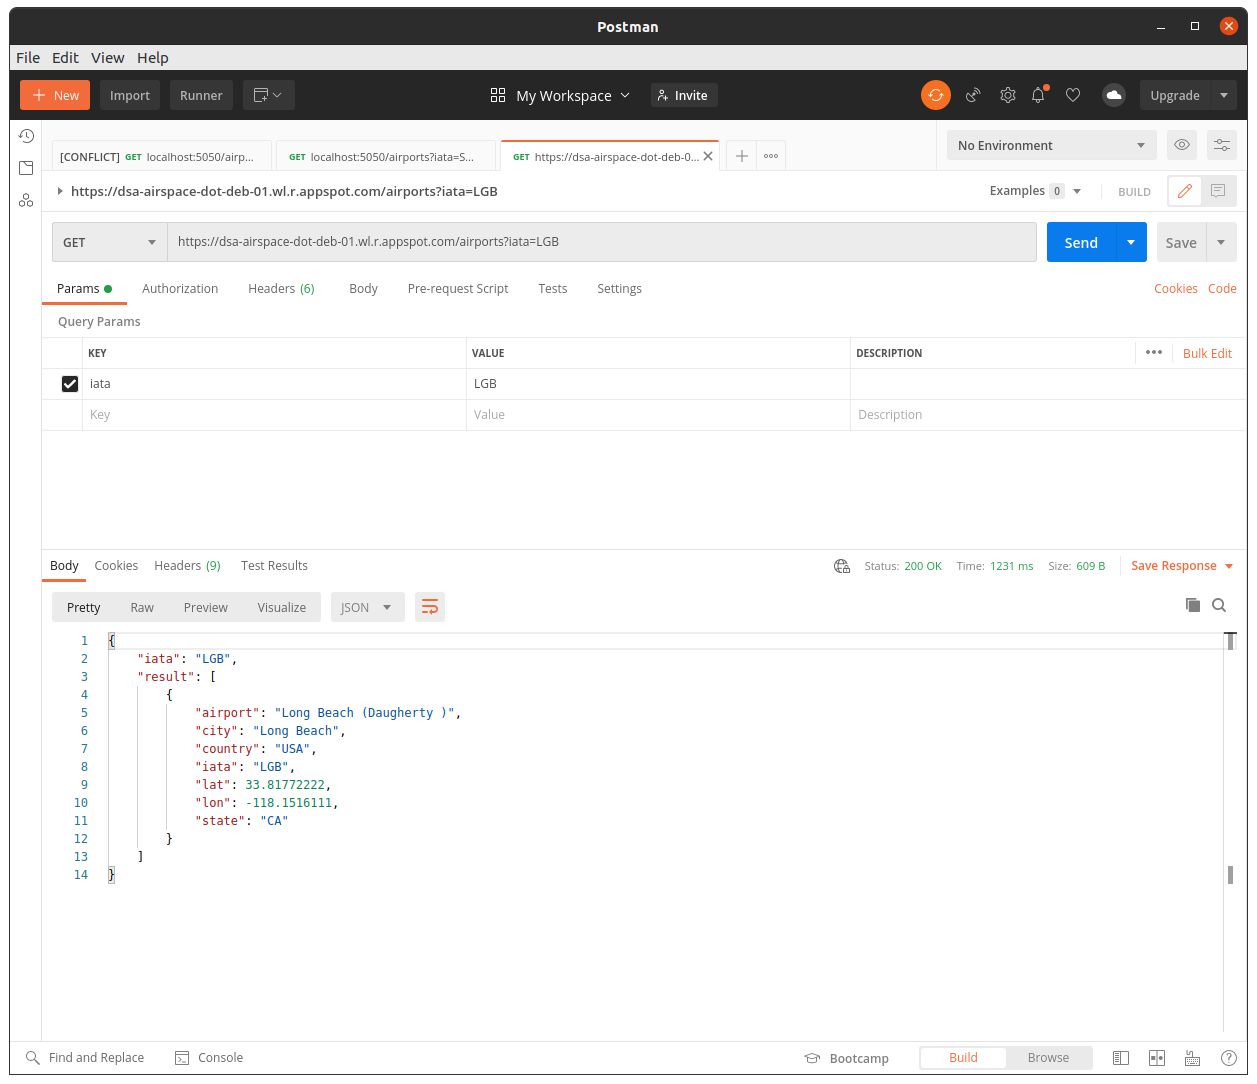 Postman
File Edit View Help
New Import Runner My Workspace Invite Upgrade
[CONFLICT] GET localhost:5050/airp... GET localhost:5050/airports?iata=S... GET https://dsa-airspace-dot-deb-0... No Environment
https://dsa-airspace-dot-deb-01.wl.r.appspot.com/airports?iata=LGB Examples 0 BUILD
GET https://dsa-airspace-dot-deb-01.wl.r.appspot.com/airports?iata=LGB Send Save
Params Authorization Headers (6) Body Pre-request Script Tests Settings Cookies Code
Query Params
KEY VALUE DESCRIPTION Bulk Edit
iata LGB
Key Value Description
Body Cookies Headers (9) Test Results Status: 200 OK Time: 1231 ms Size: 609 B Save Response
Pretty Raw Preview Visualize JSON
1 {
2 "iata": "LGB",
3 "result": [
4 {
5 "airport": "Long Beach (Daugherty )",
6 "city": "Long Beach",
7 "country": "USA",
8 "iata": "LGB",
9 "lat": 33.81772222,
10 "lon": -118.1516111,
11 "state": "CA"
12 }
13 ]
14 }
Find and Replace Console Bootcamp Build Browse